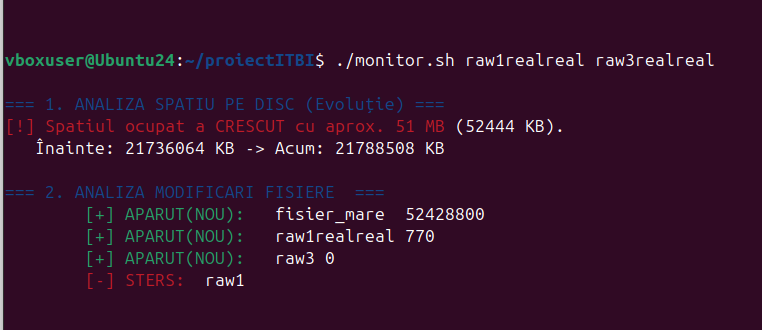 vboxuser@Ubuntu24:~/proiectITBI$ ./monitor.sh raw1realreal raw3realreal
=== 1. ANALIZA SPATIU PE DISC (Evoluție) ===
[!] Spatiul ocupat a CRESCUT cu aprox. 51 MB (52444 KB).
Înainte: 21736064 KB -> Acum: 21788508 KB
=== 2. ANALIZA MODIFICARI FISIERE  ===
[+] APARUT(NOU):   fisier_mare  52428800
[+] APARUT(NOU):   raw1realreal 770
[+] APARUT(NOU):   raw3 0
[-] STERS:  raw1